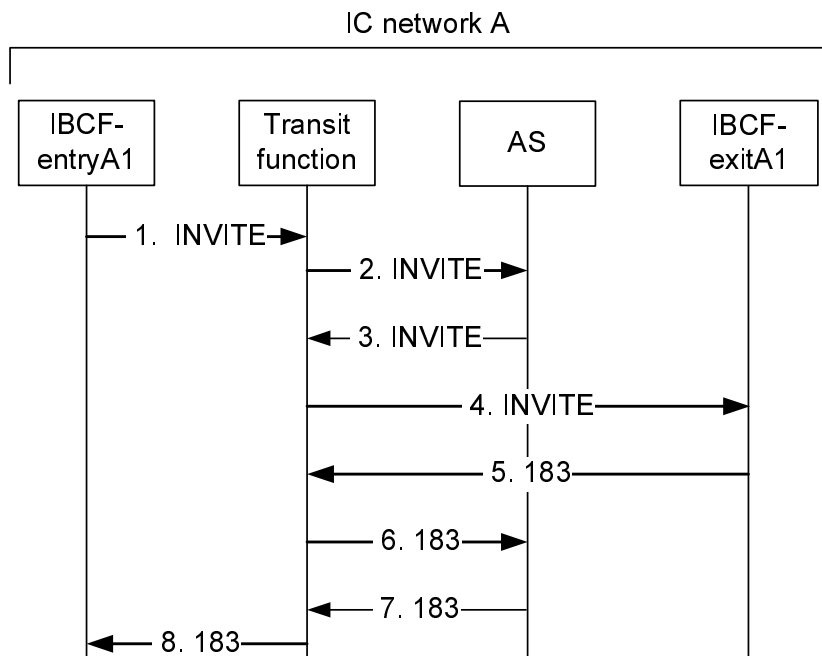 IC network A
IBCF-
entryA1
Transit
function
AS
IBCF-
exitA1
1. INVITE
2. INVITE
3. INVITE
4. INVITE
5. 183
6. 183
7. 183
8. 183